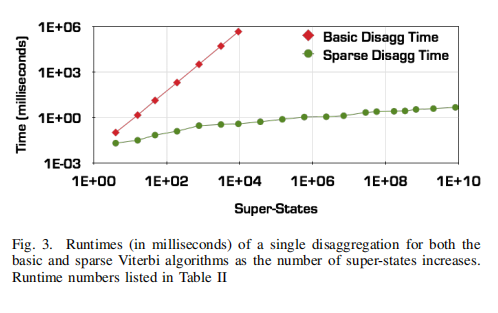 1E+06
Basic Disagg Time
Sparse Disagg Time
1E+03
1E+00
1E-03
Time (milliseconds)
1E+00 1E+02 1E+04 1E+06 1E+08 1E+10
Super-States
Fig. 3. Runtimes (in milliseconds) of a single disaggregation for both the
basic and sparse Viterbi algorithms as the number of super-states increases.
Runtime numbers listed in Table II